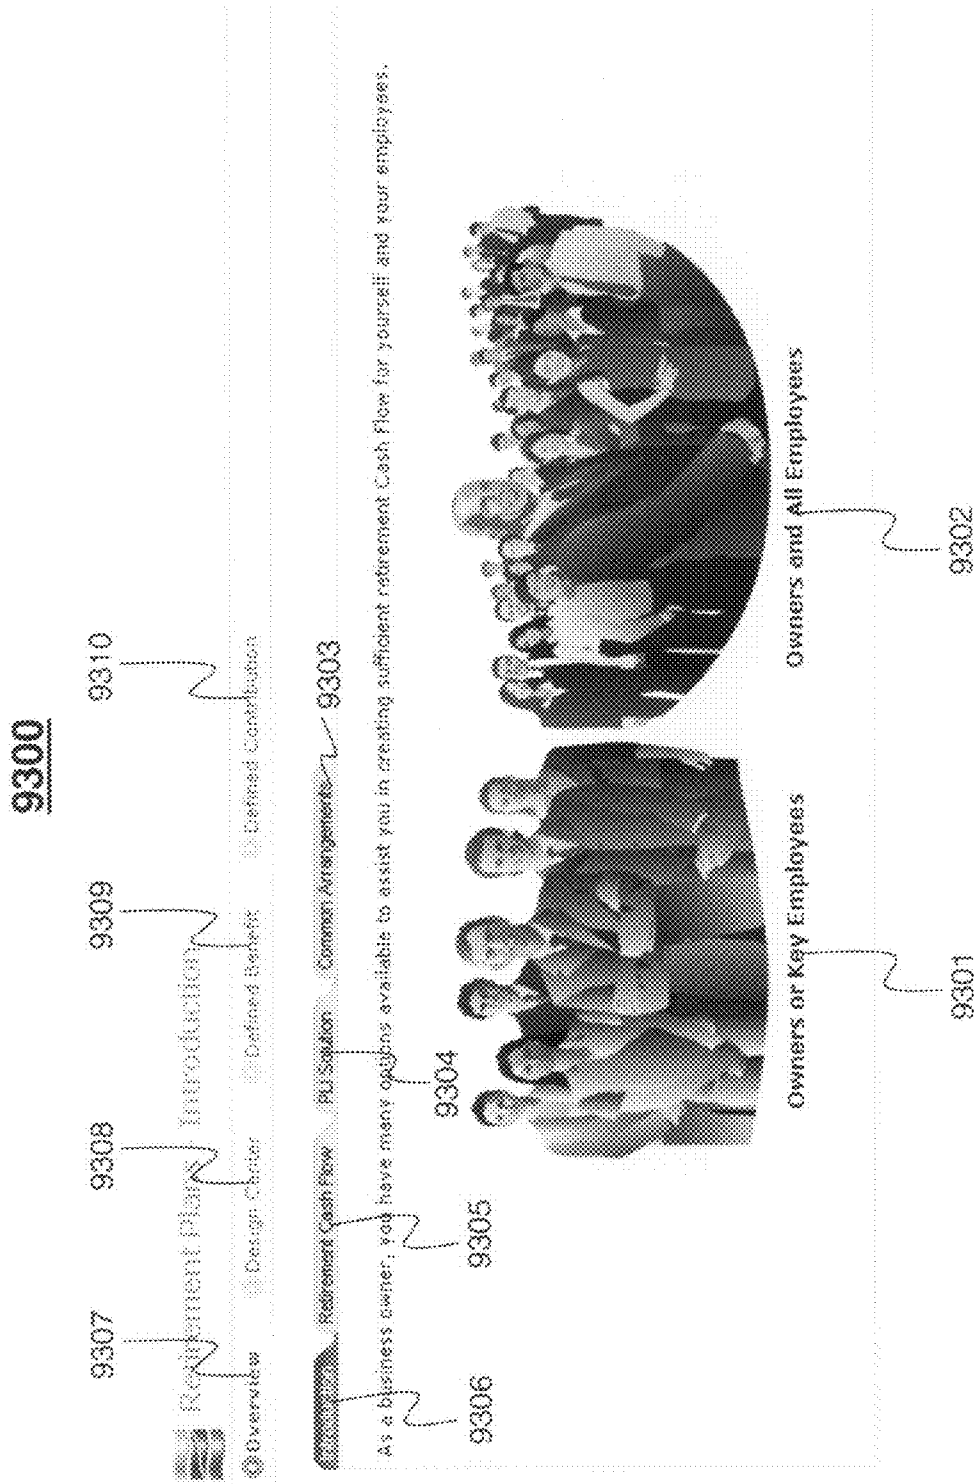 9300
9307
9308
9309
9310
Retirement Plans Introduction
Overview
Design Center
Defined Benefit
Defined Contribution
Retirement Cash Flow
PLI Solution
Common Arrangements
9303
9306
9305
9304
As a business owner, you have many options available to assist you in creating sufficient retirement Cash Flow for yourself and your employees.
Owners or Key Employees
Owners and All Employees
9301
9302